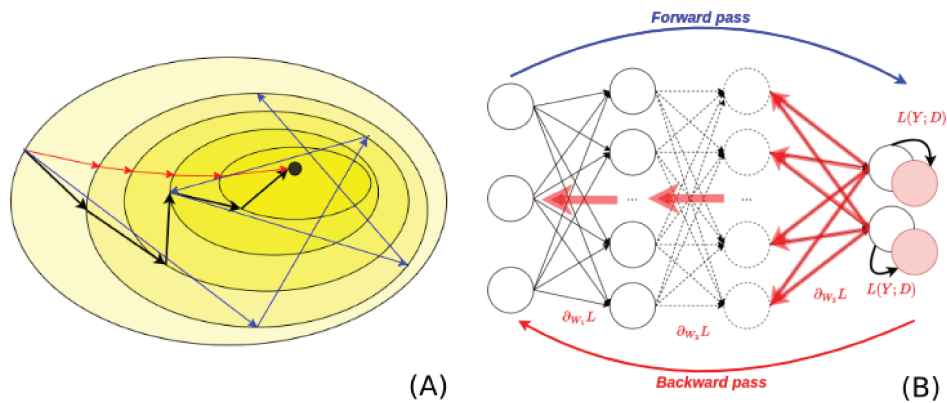 Forward pass
L(Y; D)
...
...
L(Y; D)
∂W₁L
∂W₂L
∂W₃L
Backward pass
(A)
(B)